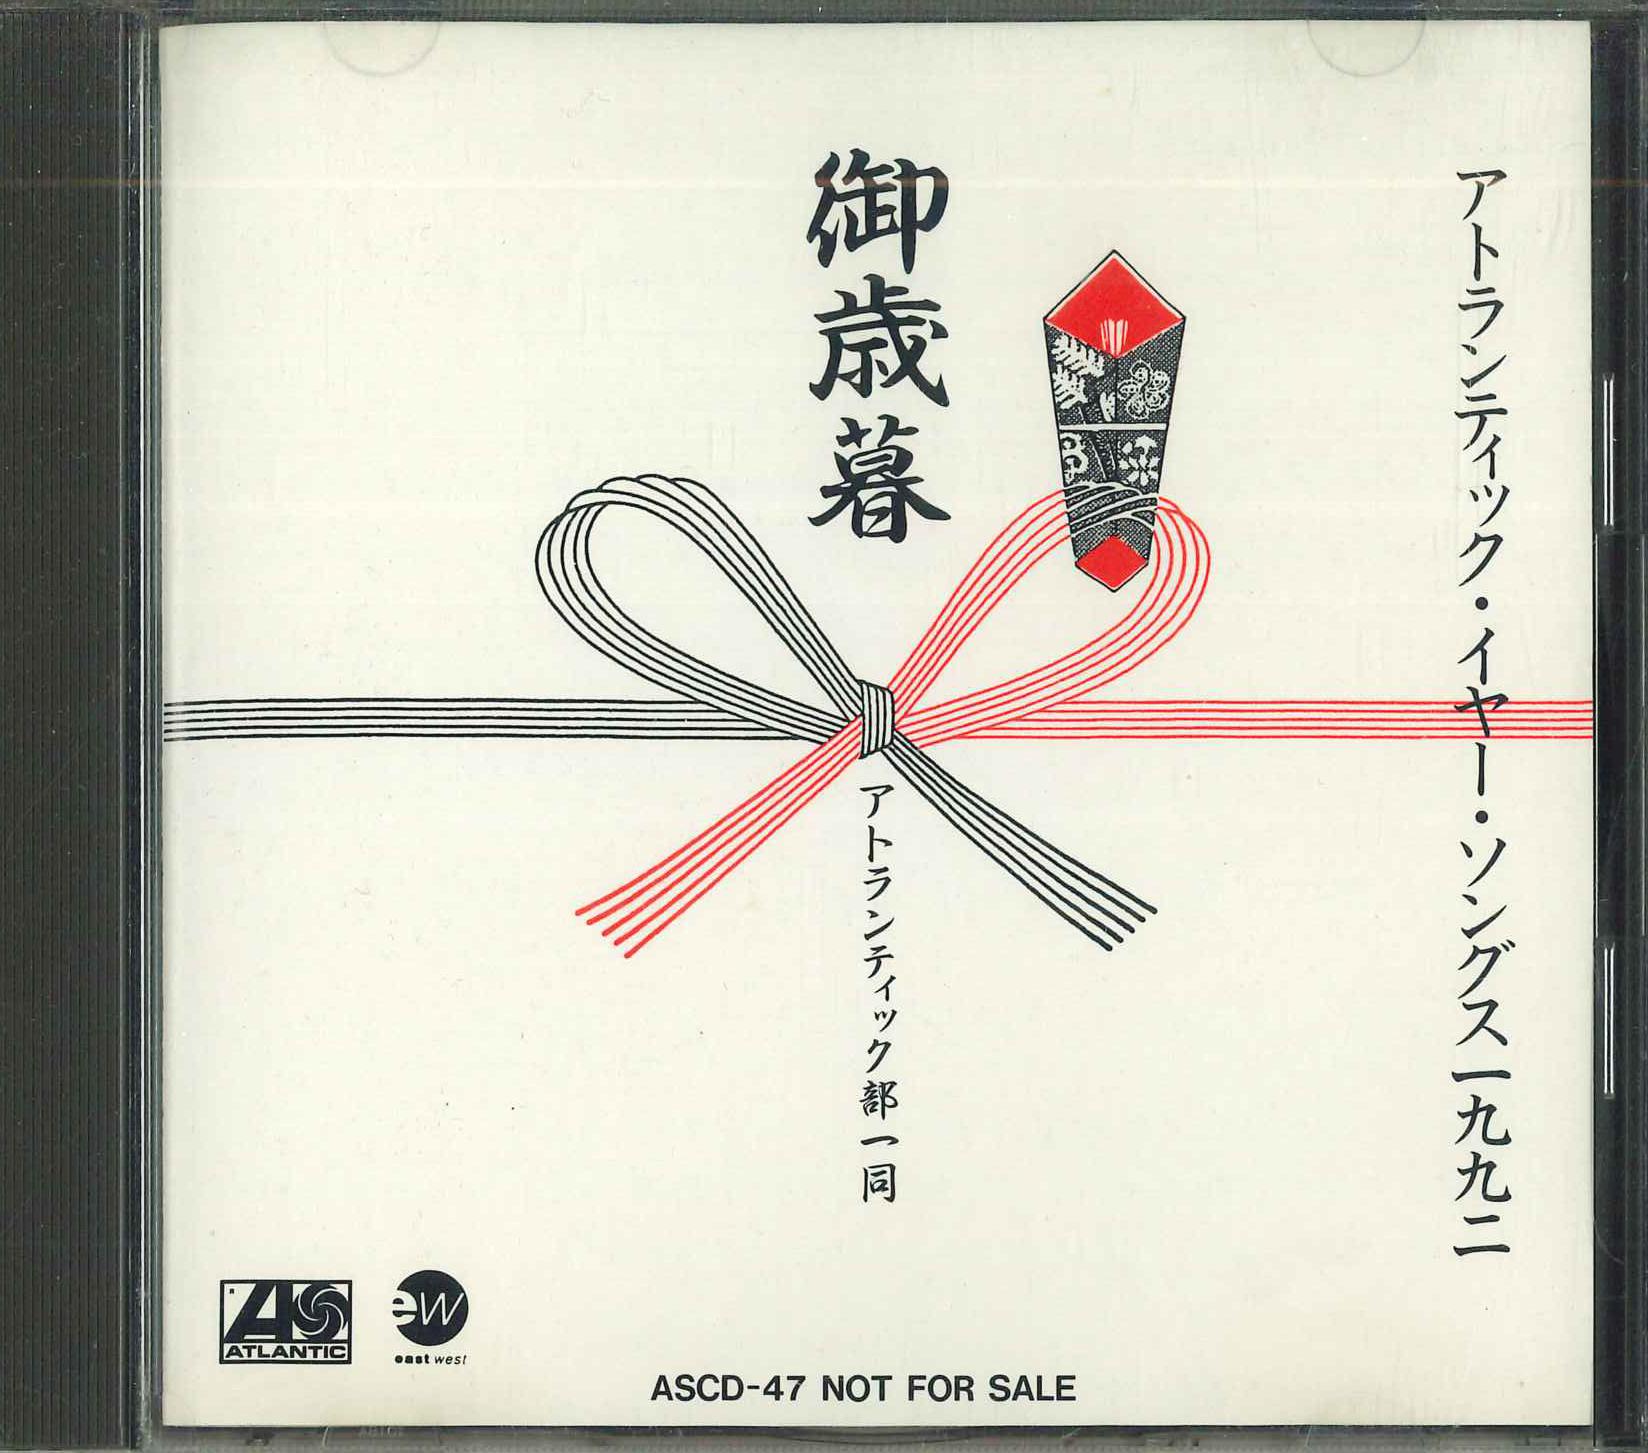 アトランティック・イヤー・ソングス一九九二
御歳暮
アトランティック部一同
ATLANTIC
ew
east west
ASCD-47 NOT FOR SALE